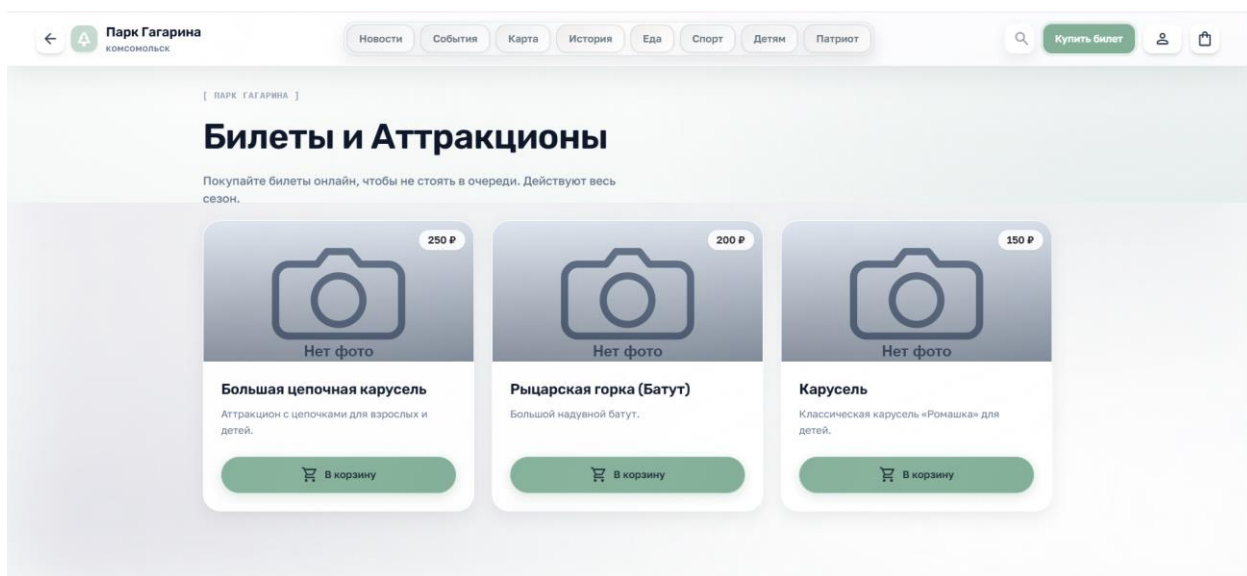 Парк Гагарина
комсомольск
Новости
События
Карта
История
Еда
Спорт
Детям
Патриот
Купить билет
[ ПАРК ГАГАРИНА ]
Билеты и Аттракционы
Покупайте билеты онлайн, чтобы не стоять в очереди. Действуют весь
сезон.
250 ₽
Нет фото
Большая цепочная карусель
Аттракцион с цепочками для взрослых и
детей.
В корзину
200 ₽
Нет фото
Рыцарская горка (Батут)
Большой надувной батут.
В корзину
150 ₽
Нет фото
Карусель
Классическая карусель «Ромашка» для
детей.
В корзину